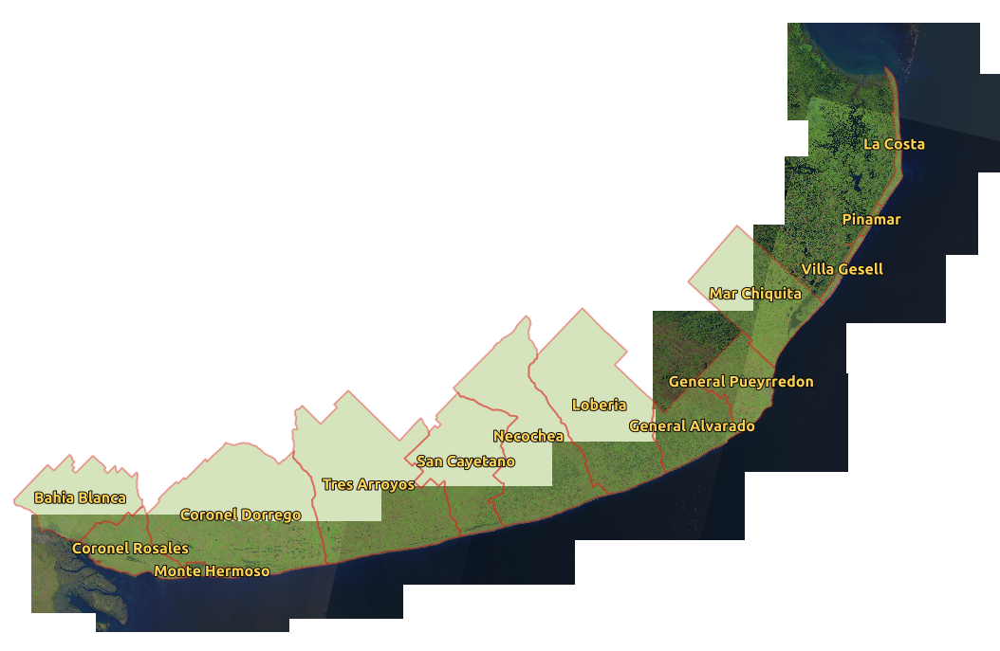 La Costa
Pinamar
Villa Gesell
Mar Chiquita
General Pueyrredon
Loberia
General Alvarado
Necochea
San Cayetano
Tres Arroyos
Bahia Blanca
Coronel Dorrego
Coronel Rosales
Monte Hermoso